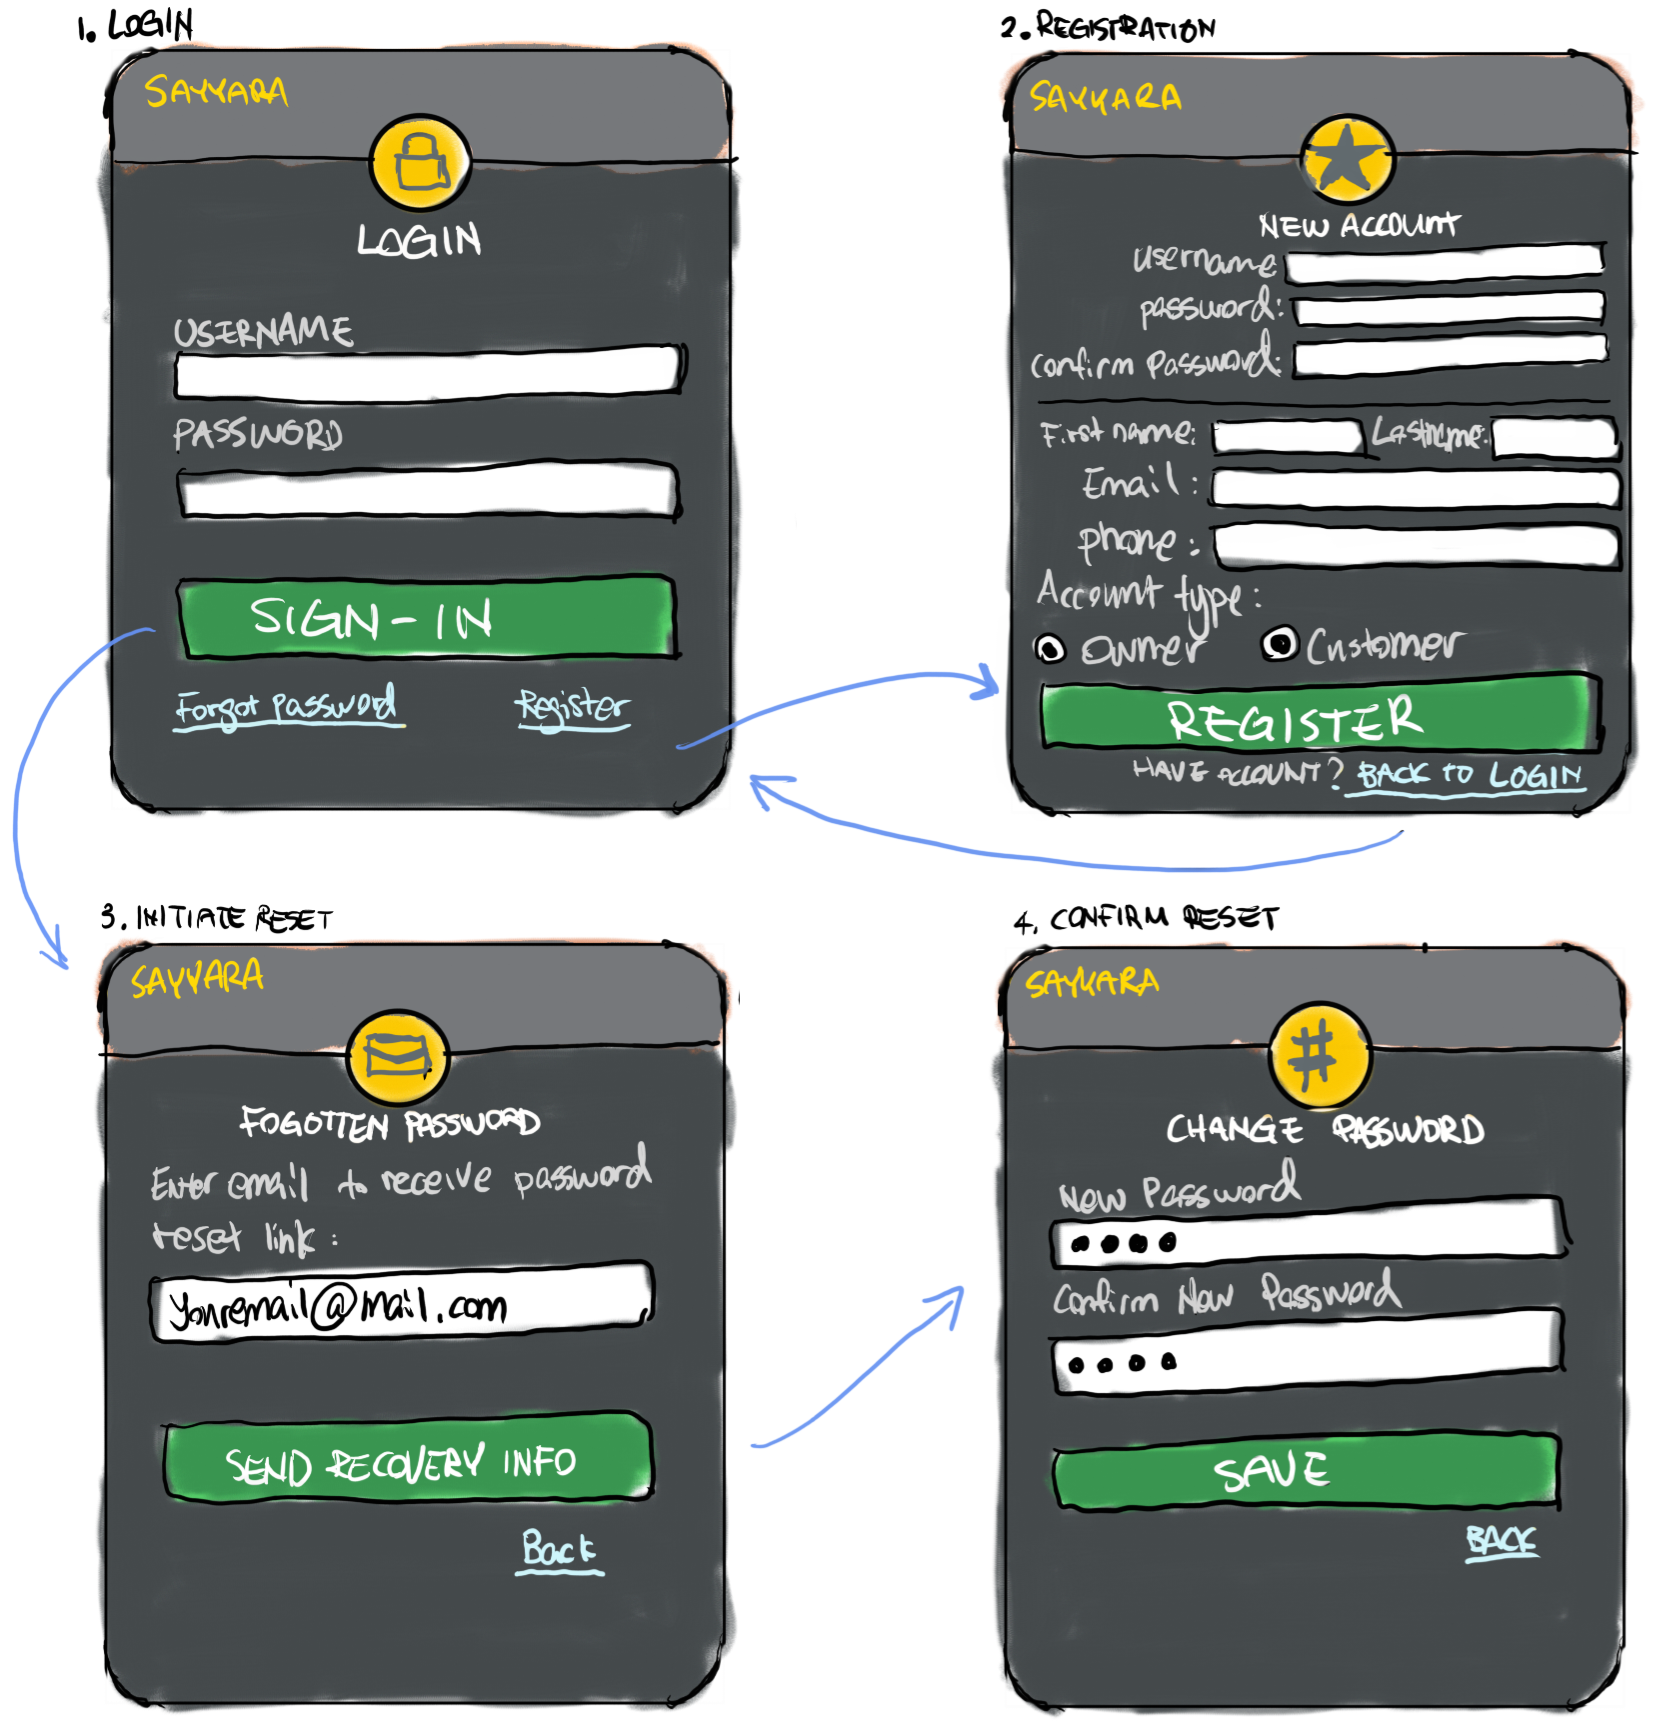 1. LOGIN
SAYYARA
LOGIN
USERNAME
PASSWORD
SIGN-IN
Forgot Password
Register
2. REGISTRATION
SAYYARA
NEW ACCOUNT
username
password:
Confirm Password:
First name: Lastname:
Email:
phone:
Account type:
Owner Customer
REGISTER
HAVE ACCOUNT? BACK TO LOGIN
3. INITIATE RESET
SAYYARA
FOGOTTEN PASSWORD
Enter email to receive password
reset link:
youremail@mail.com
SEND RECOVERY INFO
Back
4. CONFIRM RESET
SAYYARA
#
CHANGE PASSWORD
New Password
Confirm New Password
SAVE
BACK